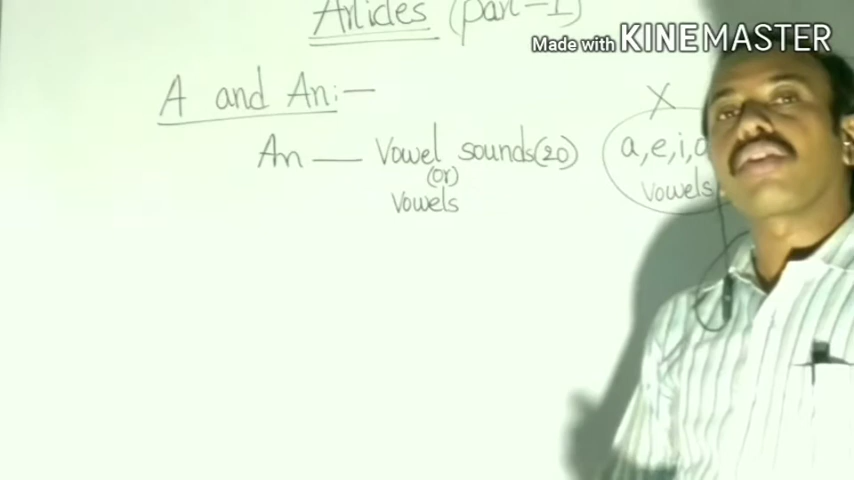 Articles (part-I)
Made with KINEMASTER
A and An:-
X
An — Vowel sounds(20)
a,e,i,o
(or)
vowels
vowels